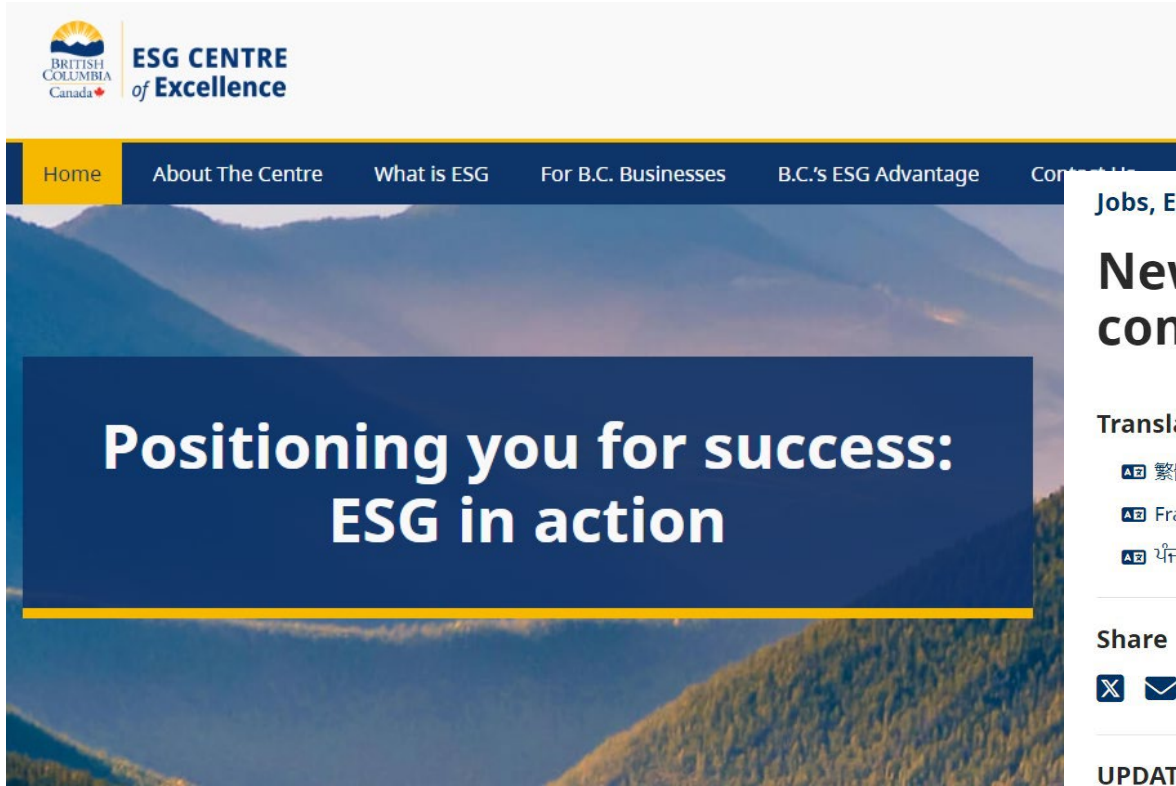 BRITISH
COLUMBIA
Canada
ESG CENTRE
of Excellence
Home About The Centre What is ESG For B.C. Businesses B.C.'s ESG Advantage
Jobs,
Positioning you for success:
ESG in action
Share